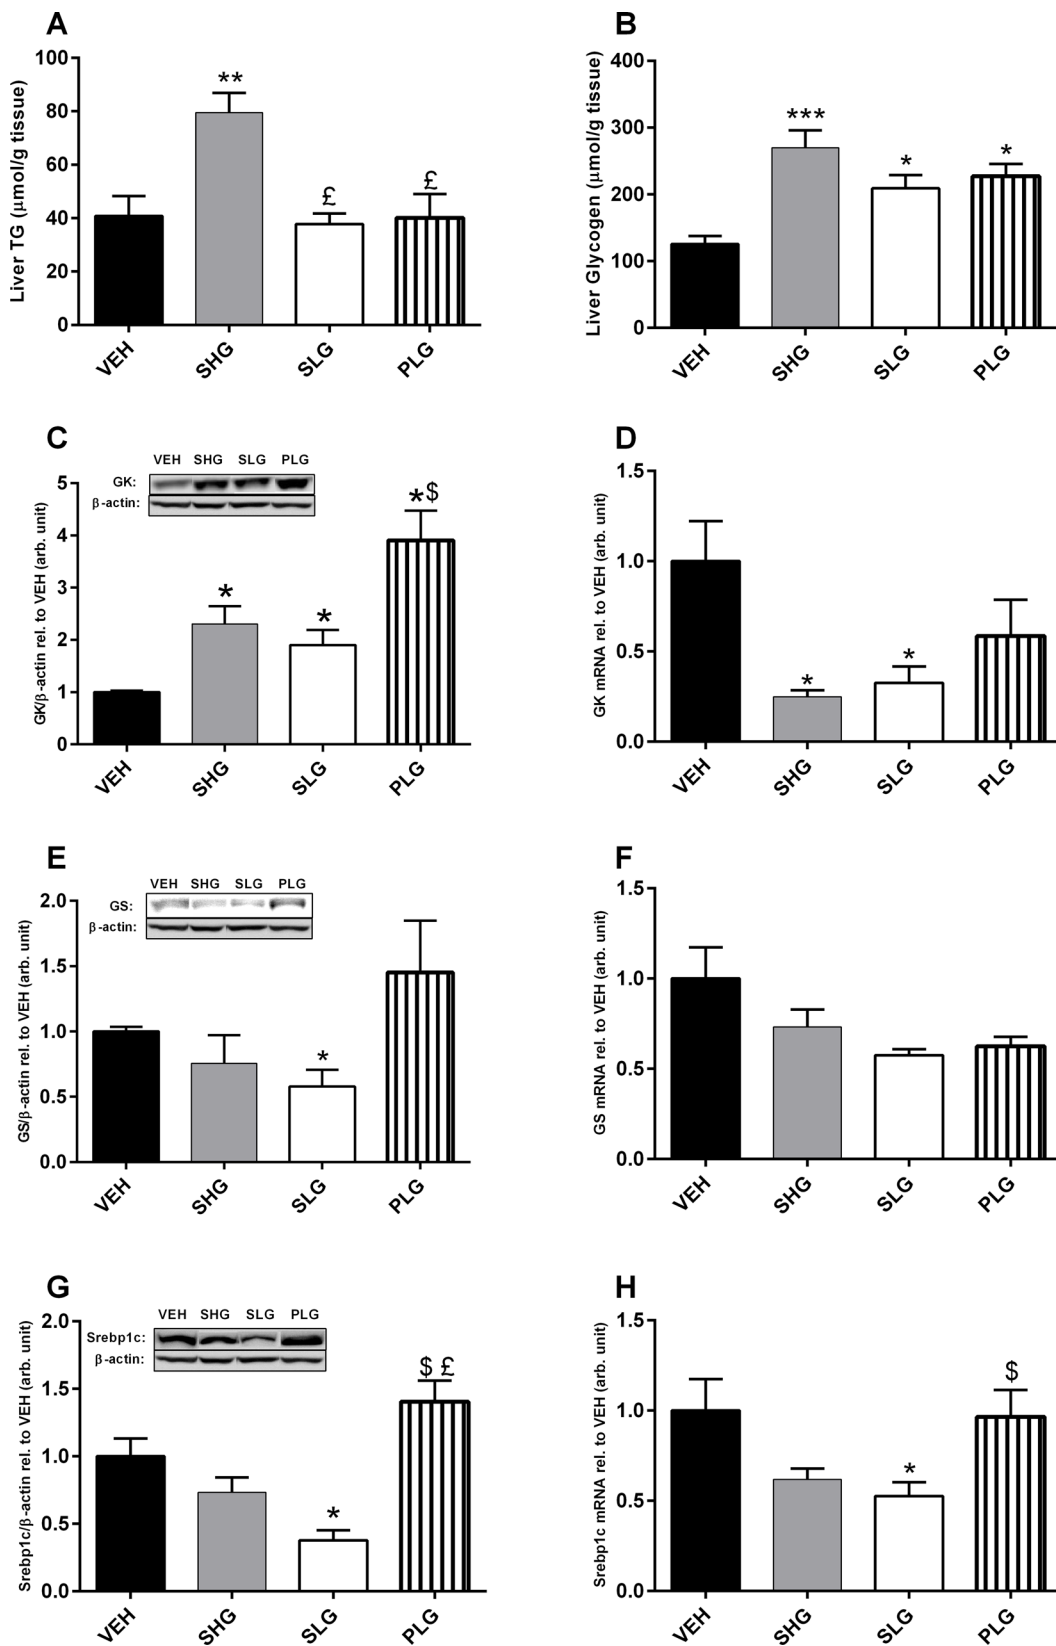 A
Liver TG (μmol/g tissue)
100
80
60
40
20
0
**
£
£
VEH
SHG
SLG
PLG
B
Liver Glycogen (μmol/g tissue)
400
300
200
100
0
***
*
*
VEH
SHG
SLG
PLG
C
VEH SHG SLG PLG
GK:
β-actin:
GK/β-actin rel. to VEH (arb. unit)
5
4
3
2
1
0
*
*
*$
VEH
SHG
SLG
PLG
D
GK mRNA rel. to VEH (arb. unit)
1.5
1.0
0.5
0.0
*
*
VEH
SHG
SLG
PLG
E
VEH SHG SLG PLG
GS:
β-actin:
GS/β-actin rel. to VEH (arb. unit)
2.0
1.5
1.0
0.5
0.0
*
VEH
SHG
SLG
PLG
F
GS mRNA rel. to VEH (arb. unit)
1.5
1.0
0.5
0.0
VEH
SHG
SLG
PLG
G
VEH SHG SLG PLG
Srebp1c:
β-actin:
Srebp1c/β-actin rel. to VEH (arb. unit)
2.0
1.5
1.0
0.5
0.0
*
$ £
VEH
SHG
SLG
PLG
H
Srebp1c mRNA rel. to VEH (arb. unit)
1.5
1.0
0.5
0.0
*
$
VEH
SHG
SLG
PLG